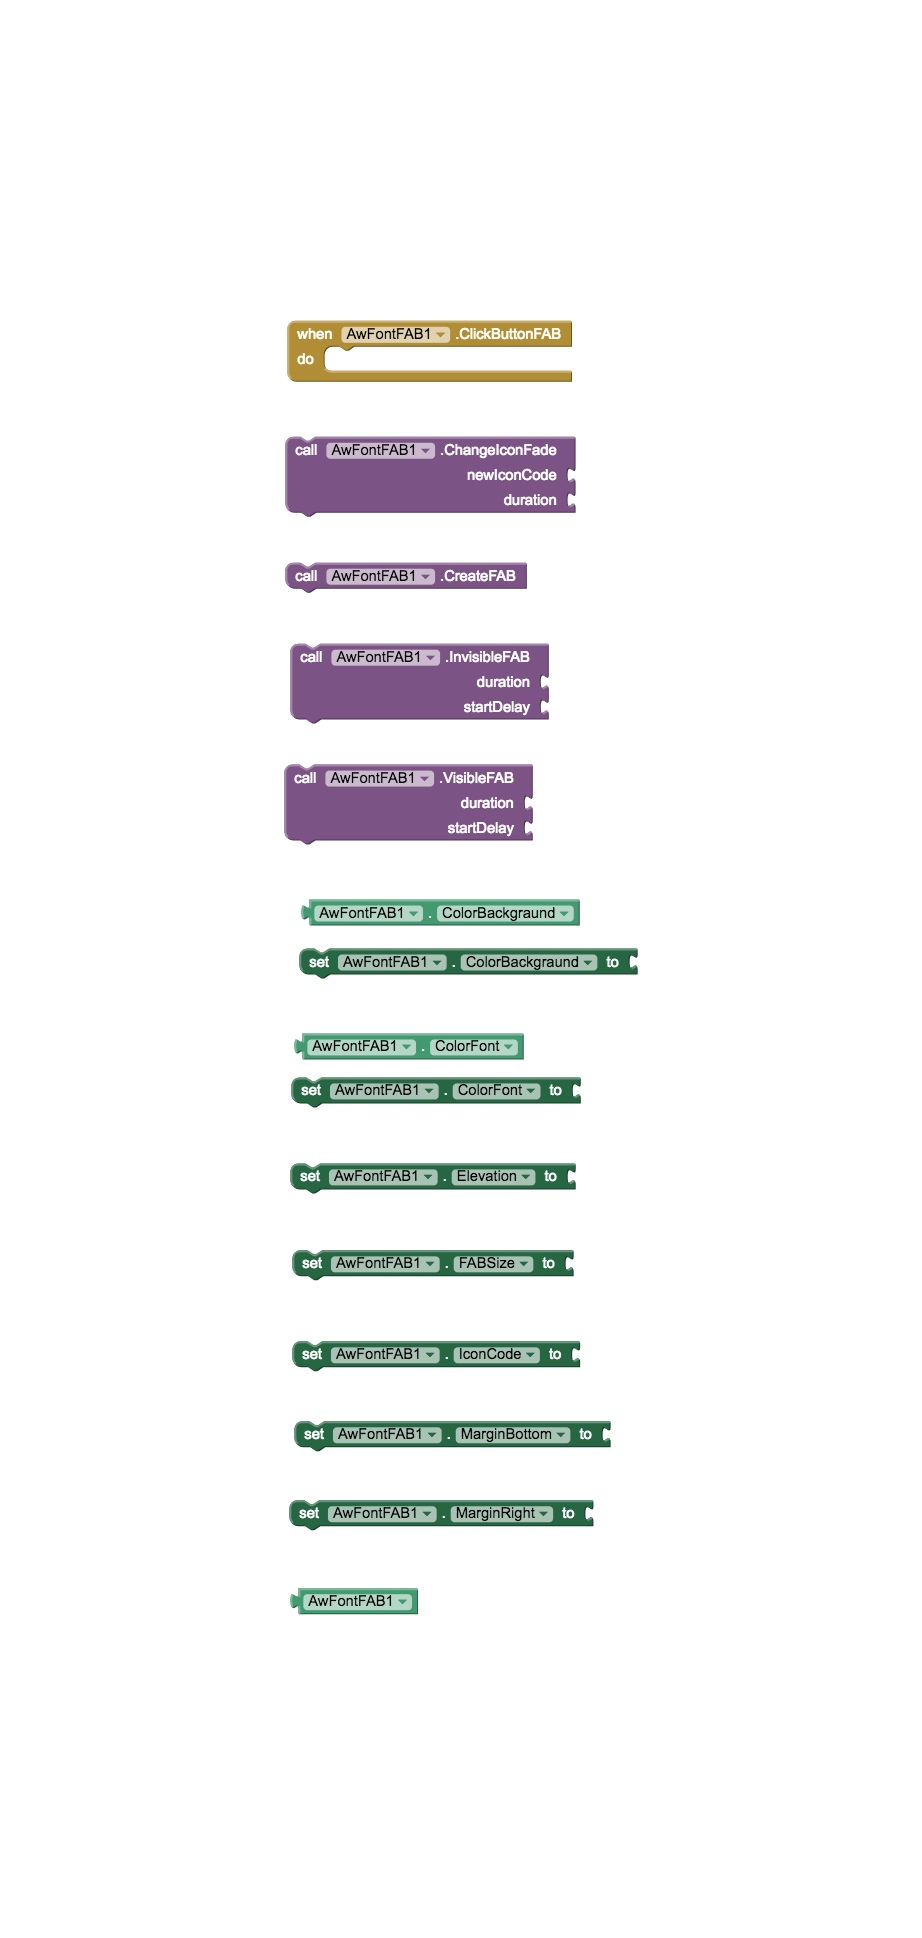 when AwFontFAB1 .ClickButtonFAB
do
call AwFontFAB1 .ChangeIconFade
newIconCode
duration
call AwFontFAB1 .CreateFAB
call AwFontFAB1 .InvisibleFAB
duration
startDelay
call AwFontFAB1 .VisibleFAB
duration
startDelay
AwFontFAB1 . ColorBackgraund
set AwFontFAB1 . ColorBackgraund to
AwFontFAB1 . ColorFont
set AwFontFAB1 . ColorFont to
set AwFontFAB1 . Elevation to
set AwFontFAB1 . FABSize to
set AwFontFAB1 . IconCode to
set AwFontFAB1 . MarginBottom to
set AwFontFAB1 . MarginRight to
AwFontFAB1